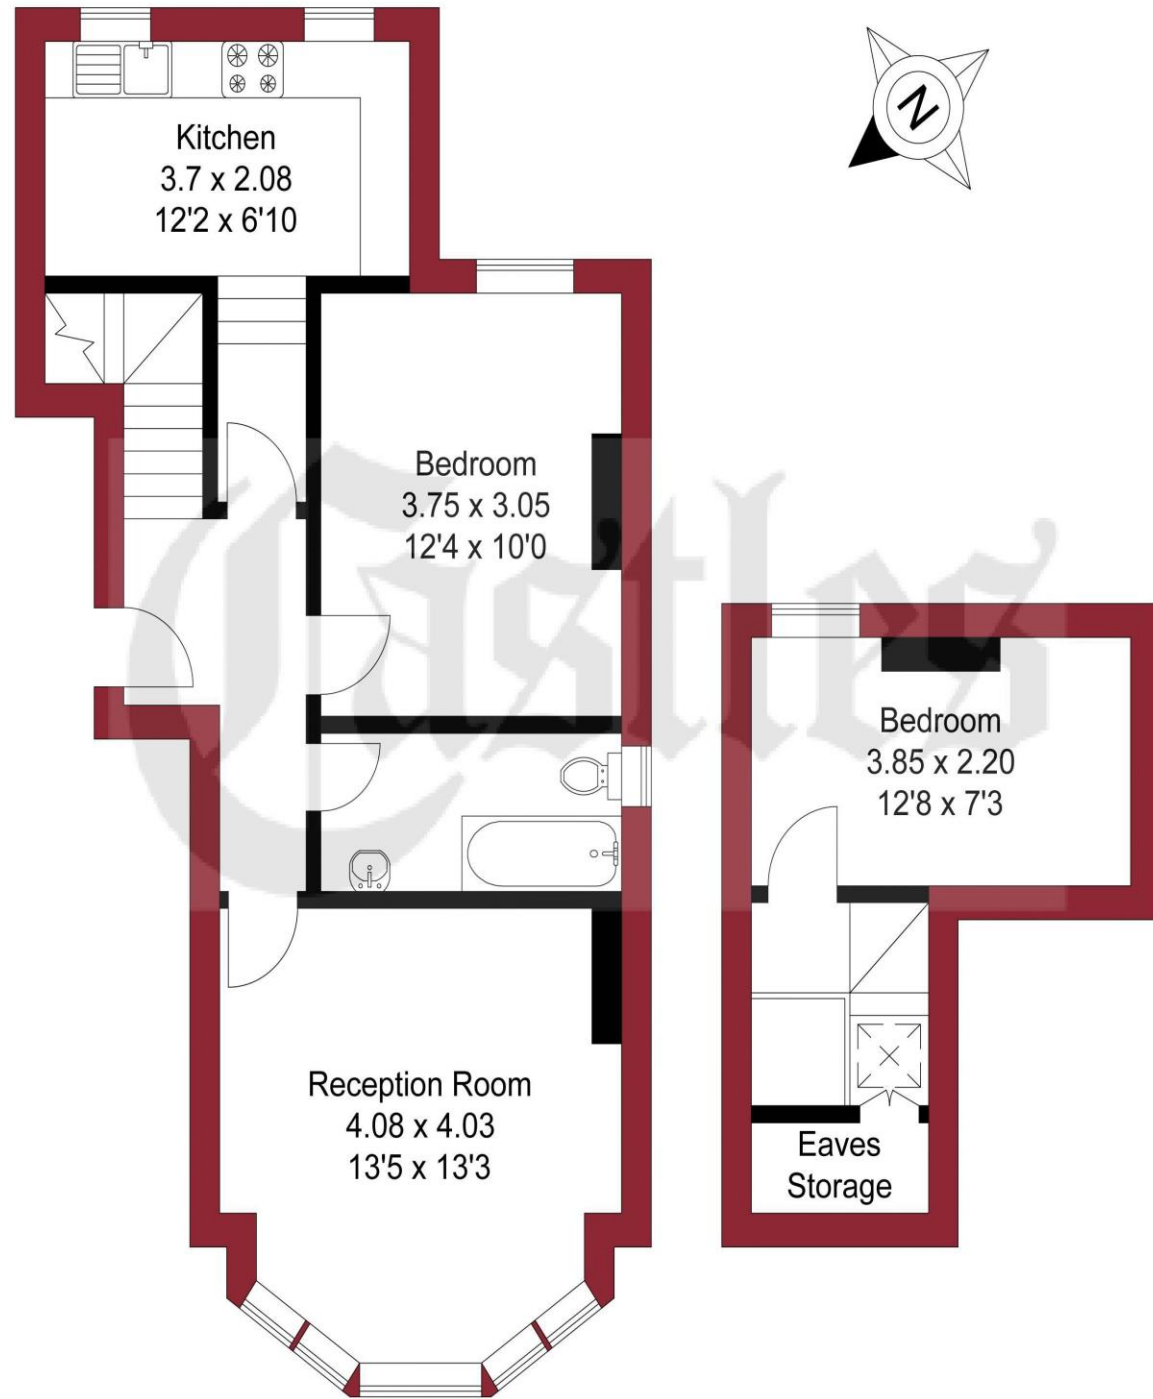 Kitchen
3.7 x 2.08
12'2 x 6'10
N
Bedroom
3.75 x 3.05
12'4 x 10'0
Castles
Bedroom
3.85 x 2.20
12'8 x 7'3
Reception Room
4.08 x 4.03
13'5 x 13'3
Eaves
Storage